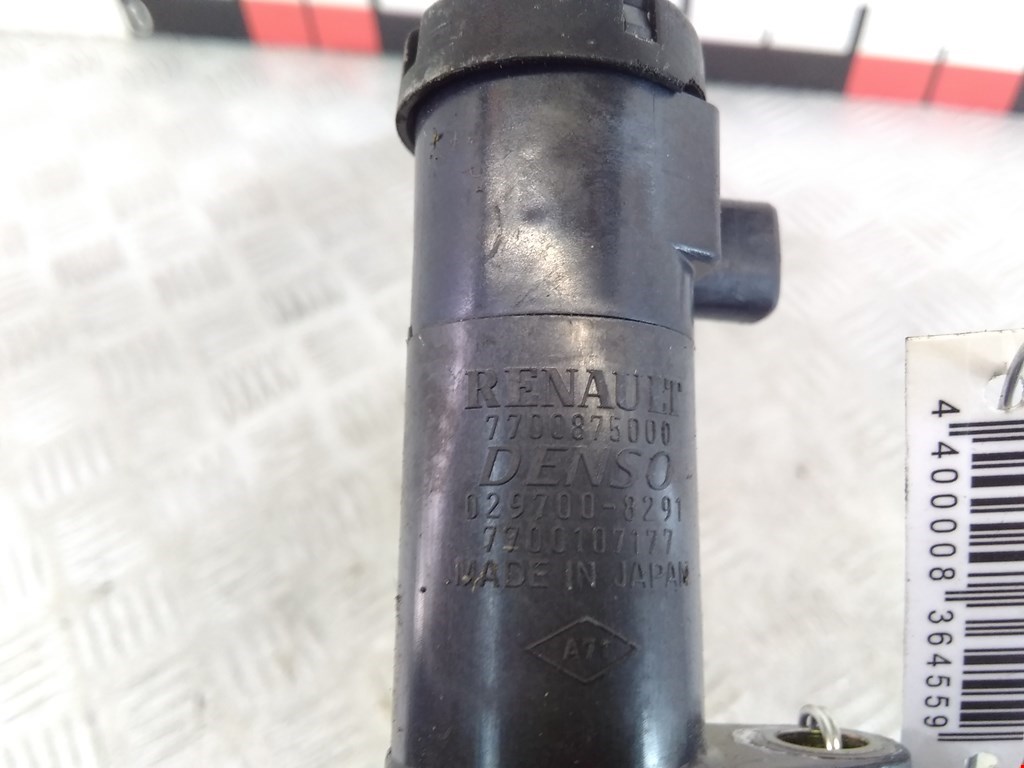 RENAULT
7700875000
DENSO
029700-8291
7700107177
MADE IN JAPAN
A71
4 400008 364559